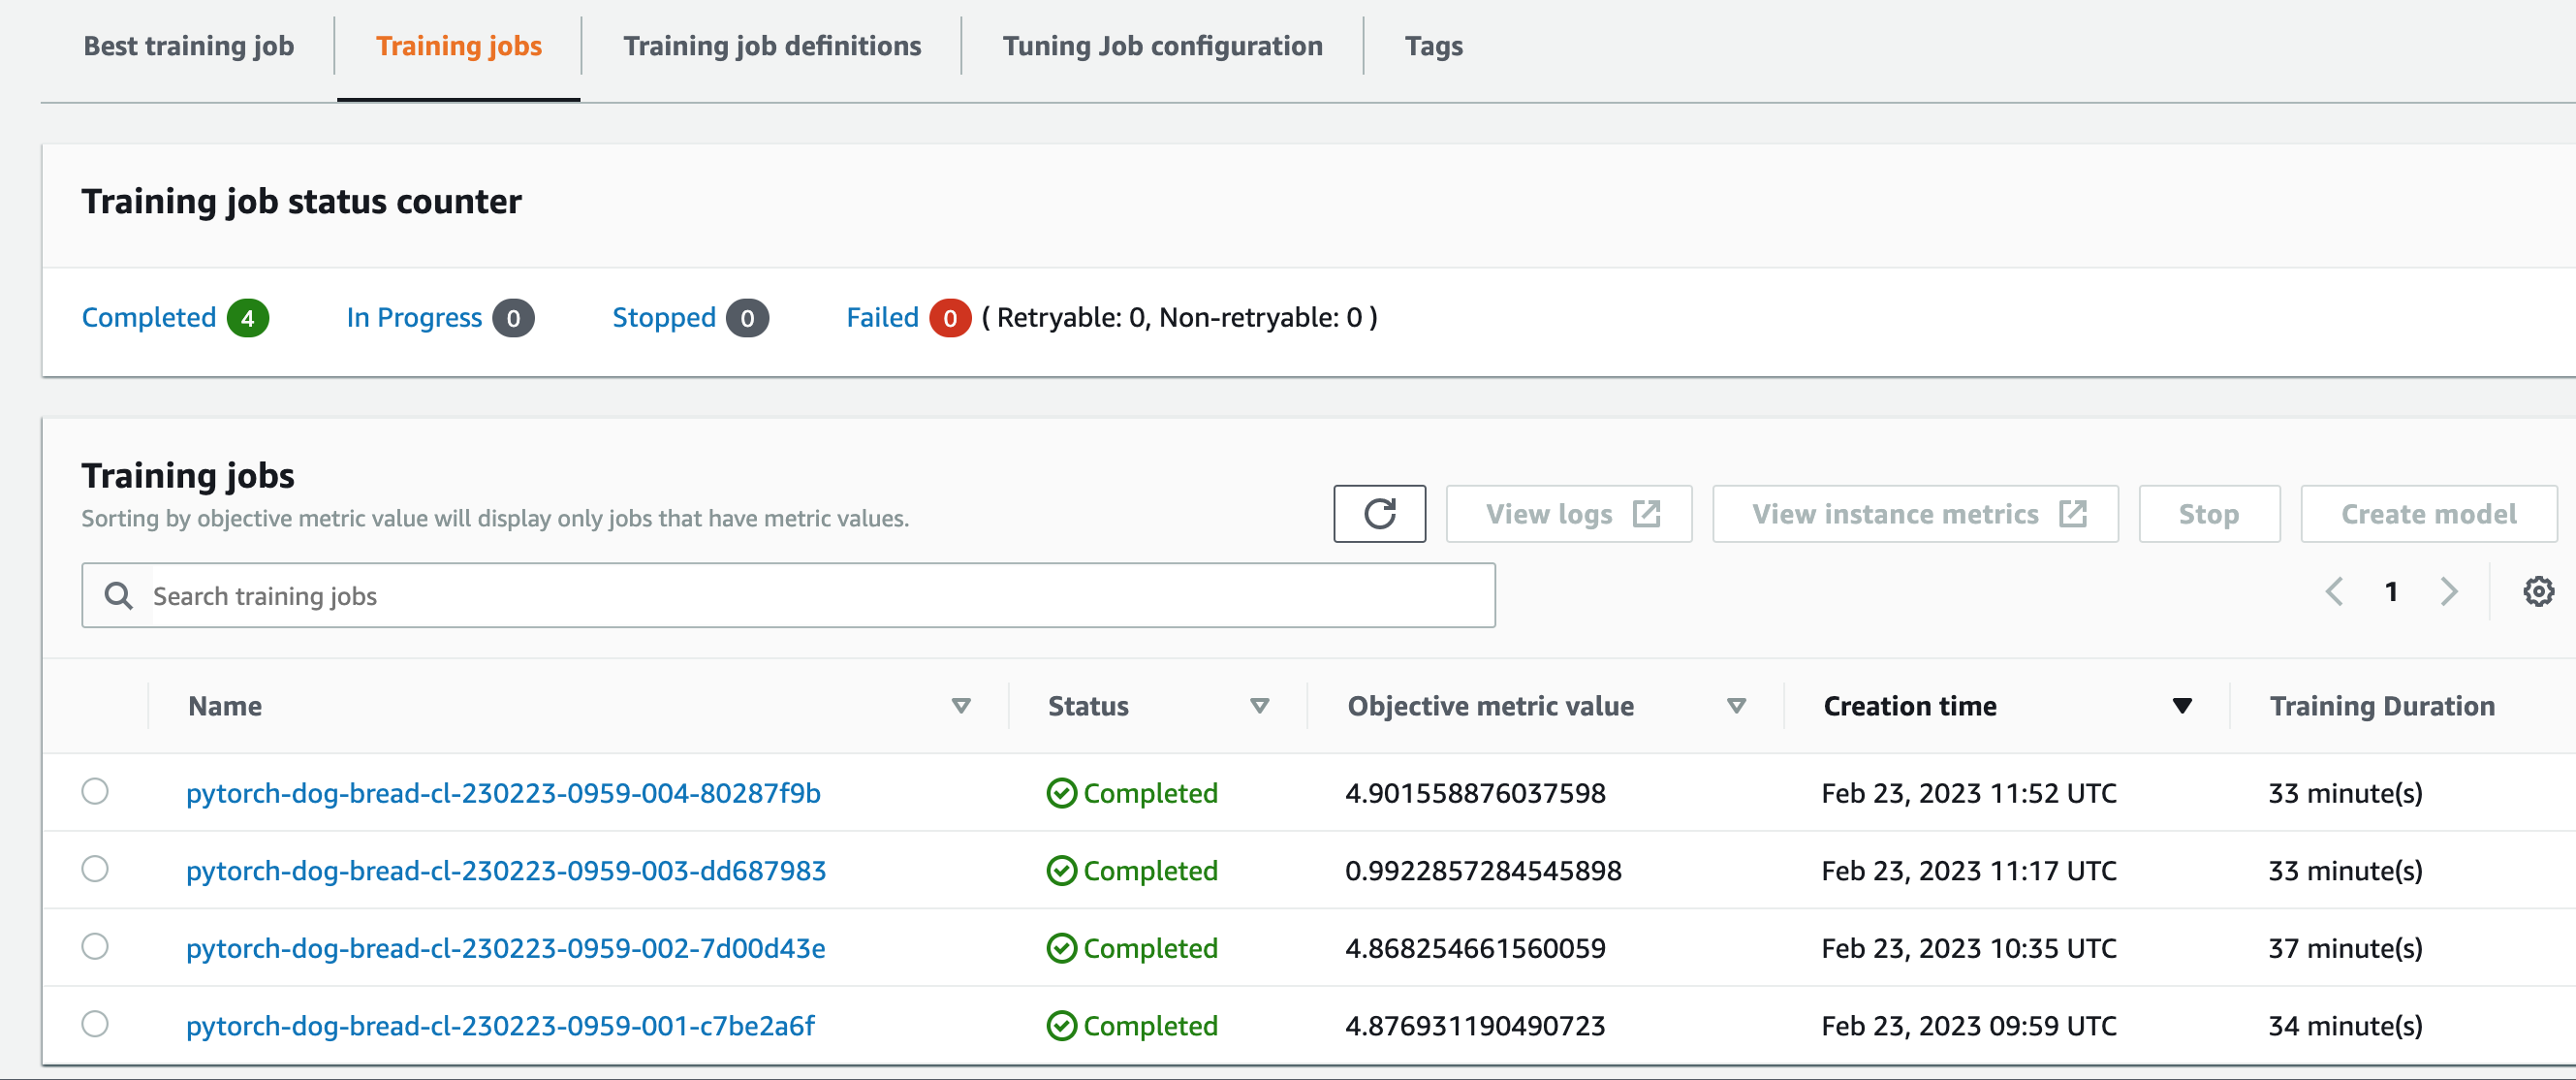 Best training job Training jobs Training job definitions Tuning Job configuration Tags
Training job status counter
Completed 4 In Progress 0 Stopped 0 Failed 0 ( Retryable: 0, Non-retryable: 0 )
Training jobs
Sorting by objective metric value will display only jobs that have metric values.
View logs View instance metrics Stop Create model
Search training jobs
1
Name Status Objective metric value Creation time Training Duration
pytorch-dog-bread-cl-230223-0959-004-80287f9b Completed 4.901558876037598 Feb 23, 2023 11:52 UTC 33 minute(s)
pytorch-dog-bread-cl-230223-0959-003-dd687983 Completed 0.9922857284545898 Feb 23, 2023 11:17 UTC 33 minute(s)
pytorch-dog-bread-cl-230223-0959-002-7d00d43e Completed 4.868254661560059 Feb 23, 2023 10:35 UTC 37 minute(s)
pytorch-dog-bread-cl-230223-0959-001-c7be2a6f Completed 4.876931190490723 Feb 23, 2023 09:59 UTC 34 minute(s)